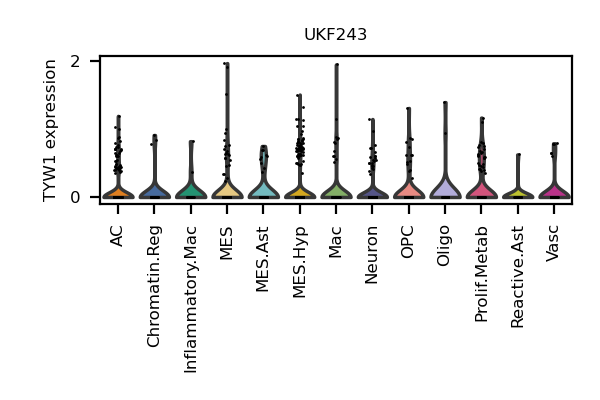 UKF243
TYW1 expression
2
0
AC
Chromatin.Reg
Inflammatory.Mac
MES
MES.Ast
MES.Hyp
Mac
Neuron
OPC
Oligo
Prolif.Metab
Reactive.Ast
Vasc